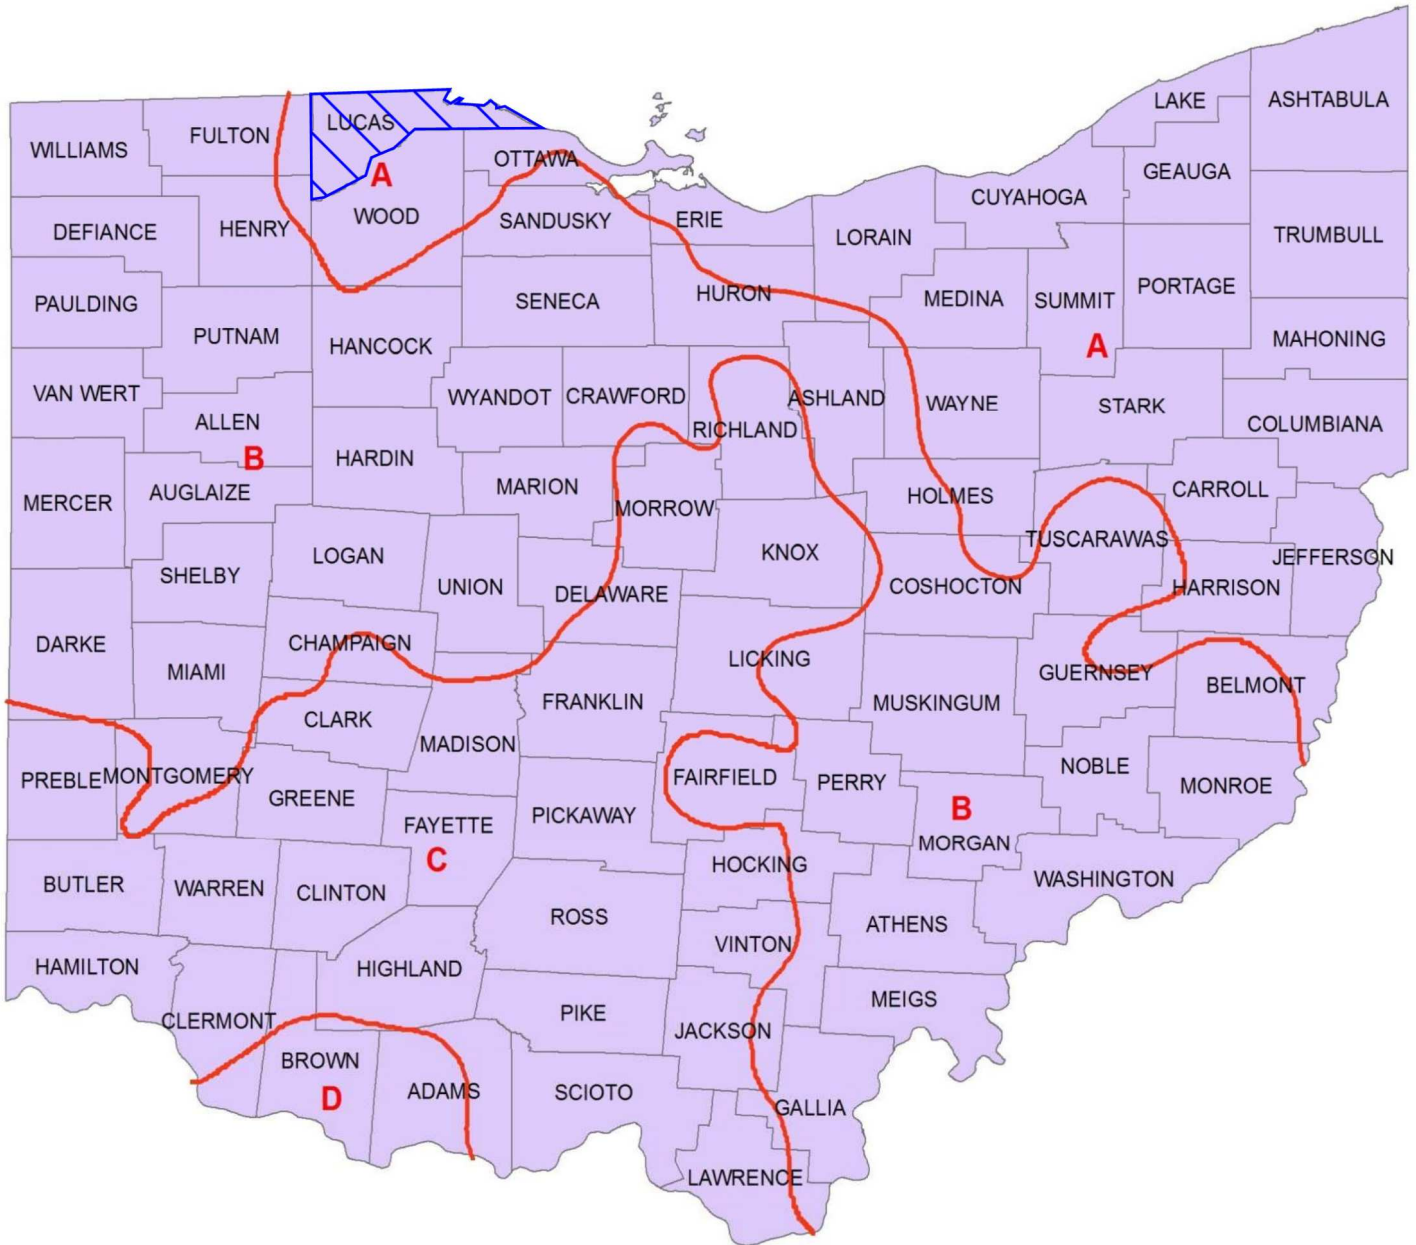 LAKE
ASHTABULA
LUCAS
FULTON
WILLIAMS
OTTAWA
GEAUGA
A
CUYAHOGA
WOOD
SANDUSKY
ERIE
DEFIANCE
HENRY
LORAIN
TRUMBULL
PAULDING
SENECA
HURON
MEDINA
SUMMIT
PORTAGE
PUTNAM
HANCOCK
A
MAHONING
VAN WERT
WYANDOT
CRAWFORD
ASHLAND
WAYNE
STARK
ALLEN
RICHLAND
COLUMBIANA
B
HARDIN
MERCER
AUGLAIZE
MARION
MORROW
HOLMES
CARROLL
LOGAN
KNOX
TUSCARAWAS
JEFFERSON
SHELBY
UNION
DELAWARE
COSHOCTON
HARRISON
DARKE
CHAMPAIGN
MIAMI
LICKING
GUERNSEY
BELMONT
CLARK
FRANKLIN
MUSKINGUM
MADISON
PREBLE
MONTGOMERY
FAIRFIELD
PERRY
NOBLE
MONROE
GREENE
FAYETTE
PICKAWAY
B
MORGAN
C
HOCKING
BUTLER
WARREN
CLINTON
WASHINGTON
ROSS
ATHENS
VINTON
HAMILTON
HIGHLAND
MEIGS
CLERMONT
PIKE
JACKSON
BROWN
ADAMS
SCIOTO
D
GALLIA
LAWRENCE